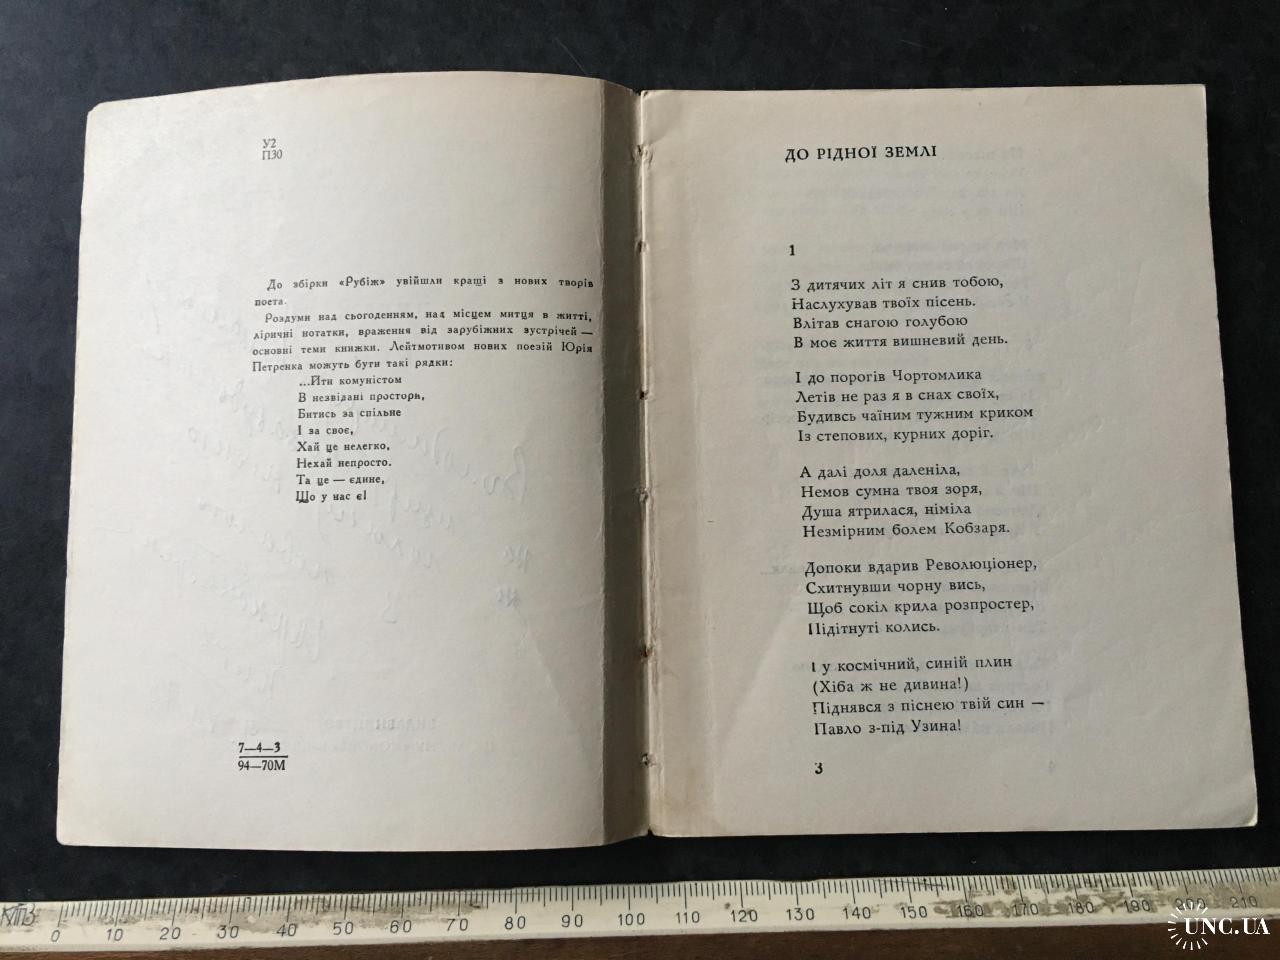 У2
П30
До збірки «Рубіж» увійшли кращі з нових творів
поета.
Роздуми над сьогоденням, над місцем митця в житті,
ліричні нотатки, враження від зарубіжних зустрічей —
основні теми книжки. Лейтмотивом нових поезій Юрія
Петренка можуть бути такі рядки:
...Йти комуністом
В незвідані простори,
Битись за спільне
І за своє,
Хай це нелегко,
Нехай непросто.
Та це — єдине,
Що у нас є!
7—4—3
94—70М
ДО РІДНОЇ ЗЕМЛІ
1
З дитячих літ я снив тобою,
Наслухував твоїх пісень.
Влітав снагою голубою
В моє життя вишневий день.
І до порогів Чортомлика
Летів не раз я в снах своїх,
Будивсь чаїним тужним криком
Із степових, курних доріг.
А далі доля даленіла,
Немов сумна твоя зоря,
Душа ятрилася, німіла
Незмірним болем Кобзаря.
Допоки вдарив Революціонер,
Схитнувши чорну вись,
Щоб сокіл крила розпростер,
Підітнуті колись.
І у космічний, синій плин
(Хіба ж не дивина!)
Піднявся з піснею твій син —
Павло з-під Узина!
3
0 10 20 30 40 50 60 70 80 90 100 110 120 130 140 150 160 170 180 190 200 210
UNC.UA